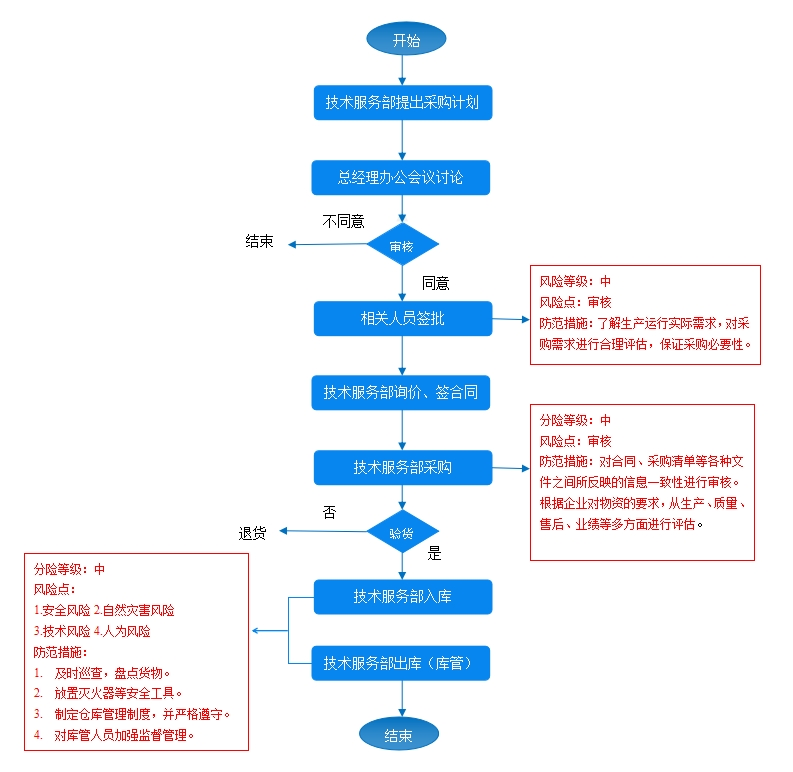 开始
技术服务部提出采购计划
总经理办公会议讨论
不同意
结束
审核
同意
风险等级：中
风险点：审核
防范措施：了解生产运行实际需求，对采
购需求进行合理评估，保证采购必要性。
相关人员签批
技术服务部询价、签合同
分险等级：中
风险点：审核
防范措施：对合同、采购清单等各种文
件之间所反映的信息一致性进行审核。
根据企业对物资的要求，从生产、质量、
售后、业绩等多方面进行评估。
技术服务部采购
否
退货
验货
是
分险等级：中
风险点：
1.安全风险 2.自然灾害风险
3.技术风险 4.人为风险
防范措施：
1. 及时巡查，盘点货物。
2. 放置灭火器等安全工具。
3. 制定仓库管理制度，并严格遵守。
4. 对库管人员加强监督管理。
技术服务部入库
技术服务部出库（库管）
结束